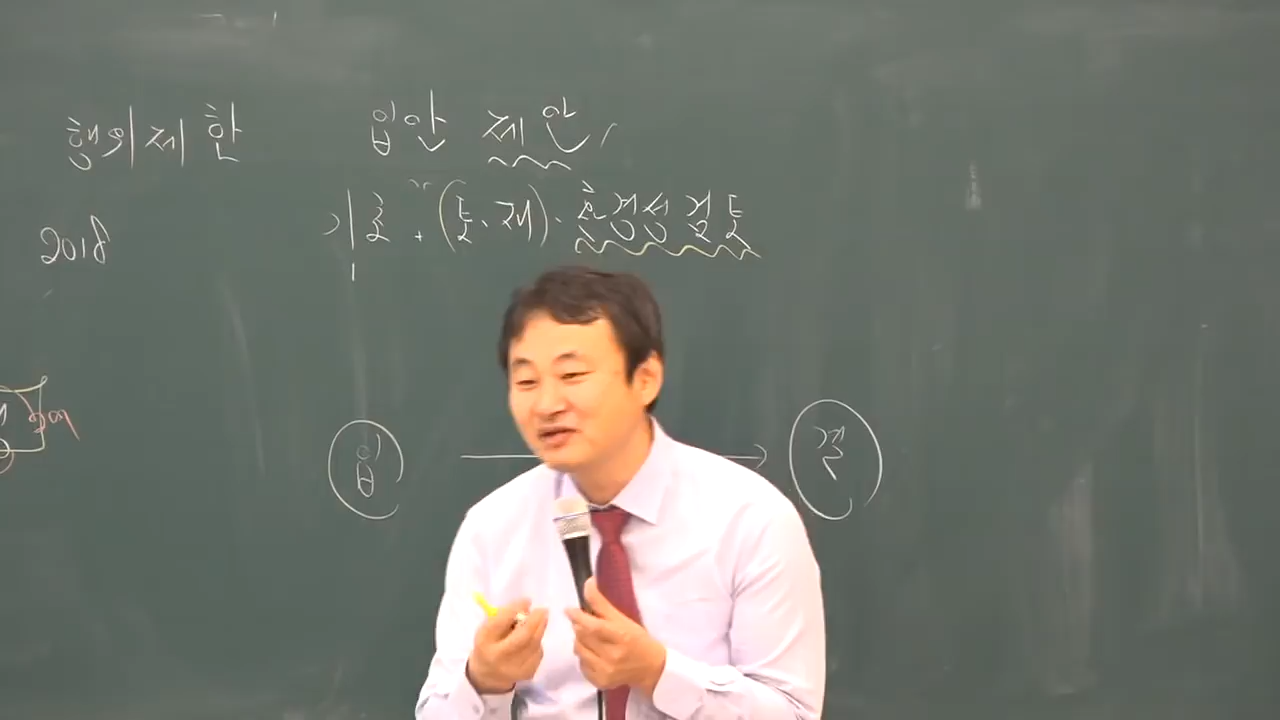 행위제한 입안 제안
2018 기초 + (토·재) · 환경성 검토
입 → 결